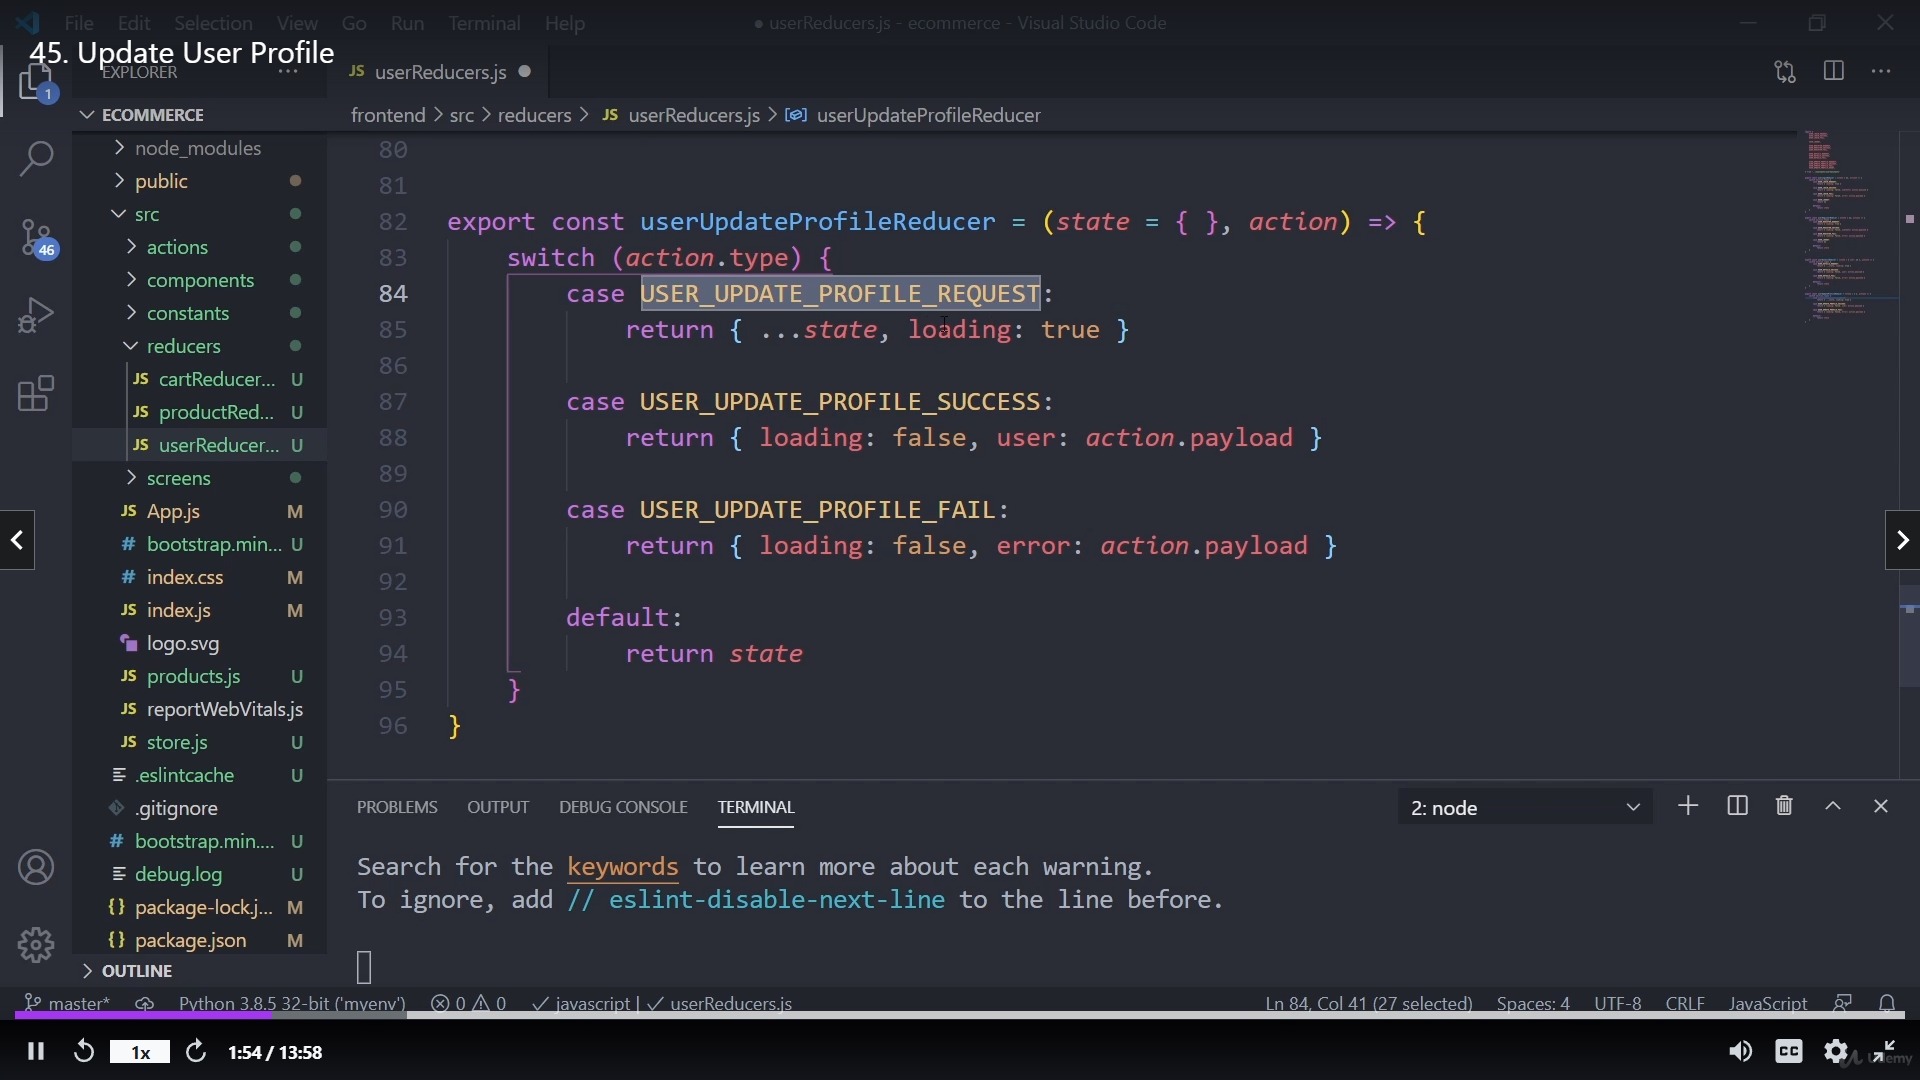 File Edit Selection View Go Run Terminal Help
● userReducers.js - ecommerce - Visual Studio Code
45. Update User Profile
EXPLORER
JS userReducers.js
1
ECOMMERCE
frontend > src > reducers > JS userReducers.js > userUpdateProfileReducer
node_modules
public
src
actions
components
constants
reducers
JS cartReducer... U
JS productRed... U
JS userReducer... U
screens
JS App.js M
# bootstrap.min... U
# index.css M
JS index.js M
logo.svg
JS products.js U
JS reportWebVitals.js
JS store.js U
.eslintcache U
.gitignore
# bootstrap.min.... U
debug.log U
{} package-lock.j... M
{} package.json M
OUTLINE
46
80
81
82 export const userUpdateProfileReducer = (state = { }, action) => {
83 switch (action.type) {
84 case USER_UPDATE_PROFILE_REQUEST:
85 return { ...state, loading: true }
86
87 case USER_UPDATE_PROFILE_SUCCESS:
88 return { loading: false, user: action.payload }
89
90 case USER_UPDATE_PROFILE_FAIL:
91 return { loading: false, error: action.payload }
92
93 default:
94 return state
95 }
96 }
PROBLEMS OUTPUT DEBUG CONSOLE TERMINAL
2: node
Search for the keywords to learn more about each warning.
To ignore, add // eslint-disable-next-line to the line before.
master* Python 3.8.5 32-bit ('myenv') 0 0 javascript | userReducers.js
Ln 84, Col 41 (27 selected) Spaces: 4 UTF-8 CRLF JavaScript
1x 1:54 / 13:58
CC
Udemy